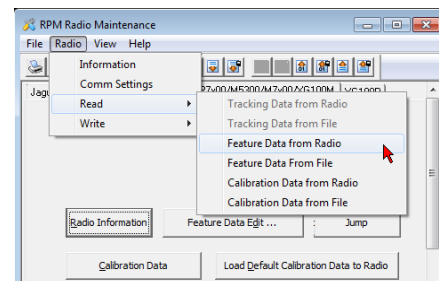 RPM Radio Maintenance
File Radio View Help
Information
Comm Settings
Read
Write
Tracking Data from Radio
Tracking Data from File
Feature Data from Radio
Feature Data From File
Calibration Data from Radio
Calibration Data from File
Radio Information Feature Data Edit ... : Jump
Calibration Data Load Default Calibration Data to Radio